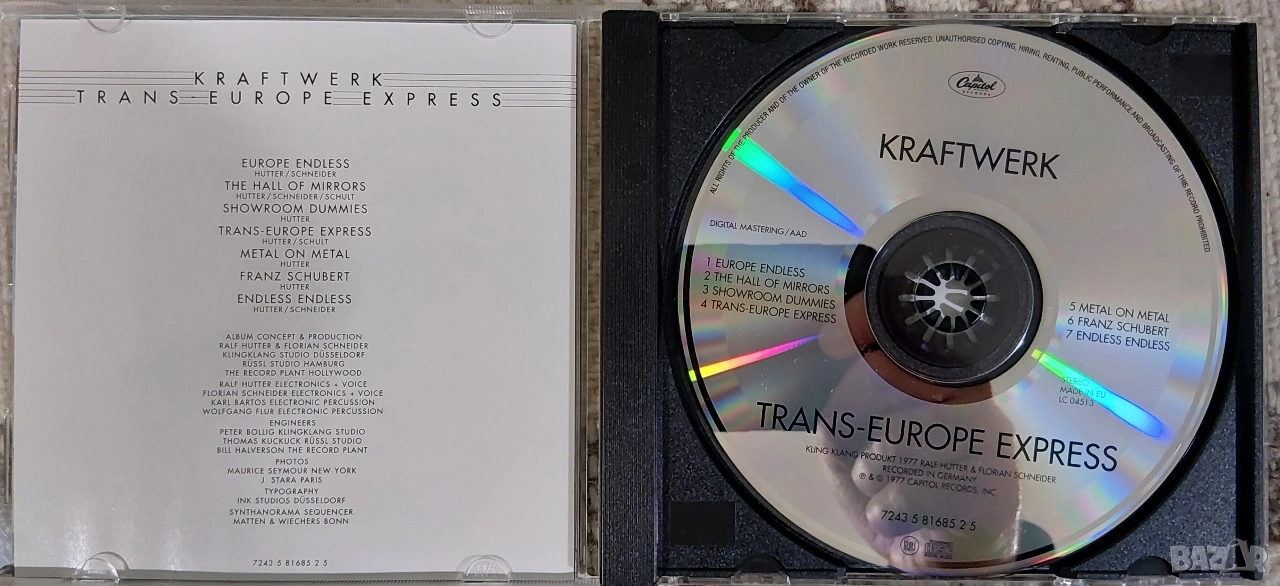 KRAFTWERK
TRANS-EUROPE EXPRESS
EUROPE ENDLESS
HUTTER/SCHNEIDER
THE HALL OF MIRRORS
HUTTER/SCHNEIDER/SCHULT
SHOWROOM DUMMIES
HUTTER
TRANS-EUROPE EXPRESS
HUTTER/SCHULT
METAL ON METAL
HUTTER
FRANZ SCHUBERT
HUTTER
ENDLESS ENDLESS
HUTTER/SCHNEIDER
ALBUM CONCEPT & PRODUCTION
RALF HUTTER & FLORIAN SCHNEIDER
KLINGKLANG STUDIO DÜSSELDORF
RÜSSL STUDIO HAMBURG
THE RECORD PLANT HOLLYWOOD
RALF HUTTER ELECTRONICS + VOICE
FLORIAN SCHNEIDER ELECTRONICS + VOICE
KARL BARTOS ELECTRONIC PERCUSSION
WOLFGANG FLUR ELECTRONIC PERCUSSION
ENGINEERS
PETER BOLLIG KLINGKLANG STUDIO
THOMAS KUCKUCK RÜSSL STUDIO
BILL HALVERSON THE RECORD PLANT
PHOTOS
MAURICE SEYMOUR NEW YORK
J. STARA PARIS
TYPOGRAPHY
INK STUDIOS DÜSSELDORF
SYNTHANORAMA SEQUENCER
MATTEN & WIECHERS BONN
7243 5 81685 2 5
ALL RIGHTS OF THE PRODUCER AND OF THE OWNER OF THE RECORDED WORK RESERVED. UNAUTHORISED COPYING, HIRING, RENTING, PUBLIC PERFORMANCE AND BROADCASTING OF THIS RECORD PROHIBITED.
Capitol
RECORDS
KRAFTWERK
DIGITAL MASTERING/AAD
1 EUROPE ENDLESS
2 THE HALL OF MIRRORS
3 SHOWROOM DUMMIES
4 TRANS-EUROPE EXPRESS
5 METAL ON METAL
6 FRANZ SCHUBERT
7 ENDLESS ENDLESS
STEREO
MADE IN EU
LC 04513
TRANS-EUROPE EXPRESS
KLING KLANG PRODUKT 1977 RALF HUTTER & FLORIAN SCHNEIDER
RECORDED IN GERMANY
℗ & © 1977 CAPITOL RECORDS, INC
7243 5 81685 2 5
BAZAR